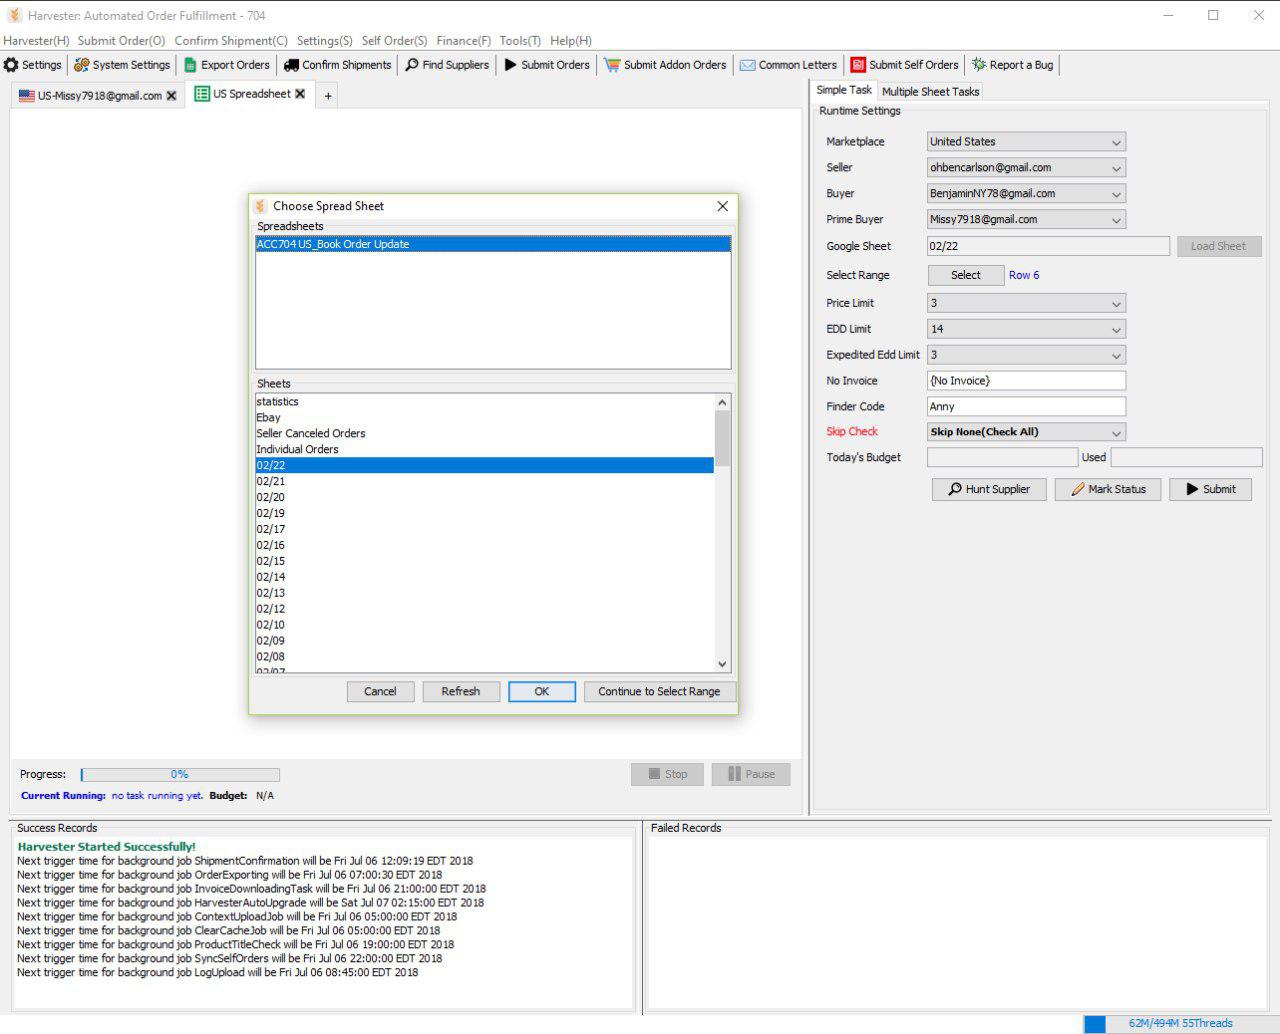 Harvester: Automated Order Fulfillment - 704
Harvester(H) Submit Order(O) Confirm Shipment(C) Settings(S) Self Order(S) Finance(F) Tools(T) Help(H)
Settings System Settings Export Orders Confirm Shipments Find Suppliers Submit Orders Submit Addon Orders Common Letters Submit Self Orders Report a Bug
US-Missy7918@gmail.com US Spreadsheet +
Choose Spread Sheet
Spreadsheets
ACC704 US_Book Order Update
Sheets
statistics
Ebay
Seller Canceled Orders
Individual Orders
02/22
02/21
02/20
02/19
02/17
02/16
02/15
02/14
02/13
02/12
02/10
02/09
02/08
02/07
Cancel Refresh OK Continue to Select Range
Simple Task Multiple Sheet Tasks
Runtime Settings
Marketplace United States
Seller ohbencarlson@gmail.com
Buyer BenjaminNY78@gmail.com
Prime Buyer Missy7918@gmail.com
Google Sheet 02/22 Load Sheet
Select Range Select Row 6
Price Limit 3
EDD Limit 14
Expedited Edd Limit 3
No Invoice {No Invoice}
Finder Code Anny
Skip Check Skip None(Check All)
Today's Budget Used
Hunt Supplier Mark Status Submit
Progress: 0% Stop Pause
Current Running: no task running yet. Budget: N/A
Success Records
Harvester Started Successfully!
Next trigger time for background job ShipmentConfirmation will be Fri Jul 06 12:09:19 EDT 2018
Next trigger time for background job OrderExporting will be Fri Jul 06 07:00:30 EDT 2018
Next trigger time for background job InvoiceDownloadingTask will be Fri Jul 06 21:00:00 EDT 2018
Next trigger time for background job HarvesterAutoUpgrade will be Sat Jul 07 02:15:00 EDT 2018
Next trigger time for background job ContextUploadJob will be Fri Jul 06 05:00:00 EDT 2018
Next trigger time for background job ClearCacheJob will be Fri Jul 06 05:00:00 EDT 2018
Next trigger time for background job ProductTitleCheck will be Fri Jul 06 19:00:00 EDT 2018
Next trigger time for background job SyncSelfOrders will be Fri Jul 06 22:00:00 EDT 2018
Next trigger time for background job LogUpload will be Fri Jul 06 08:45:00 EDT 2018
Failed Records
62M/494M 55Threads